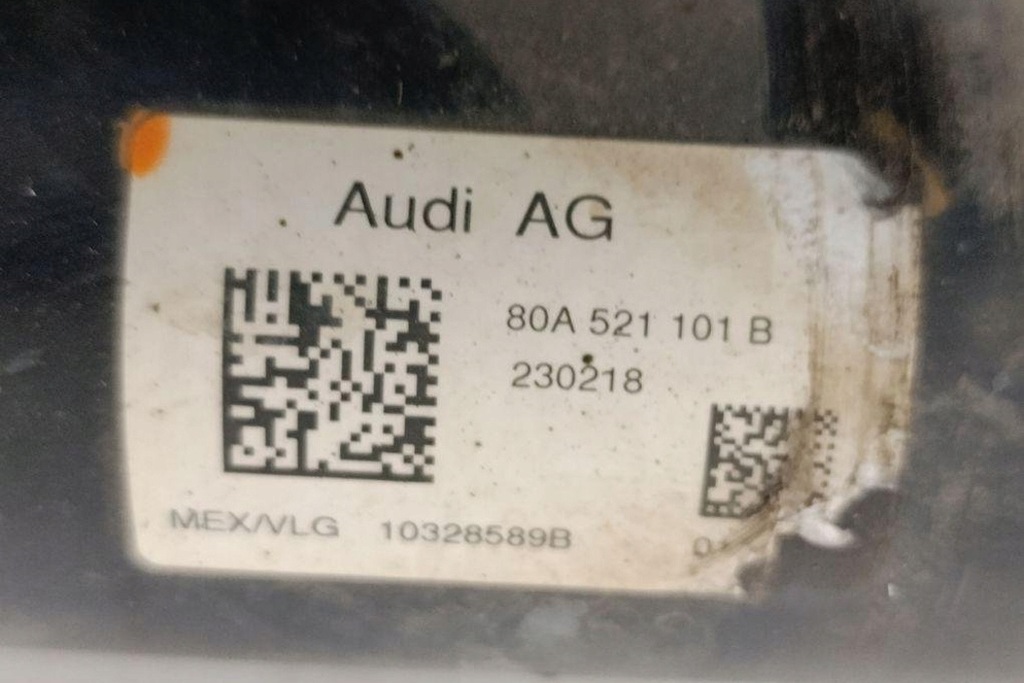 Audi AG
80A 521 101 B
230218
MEX/VLG 10328589B